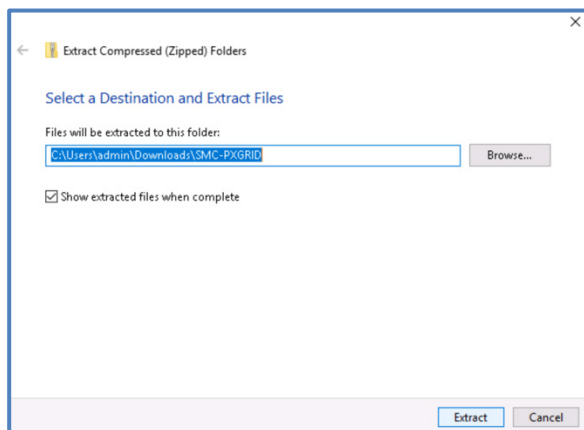 Extract Compressed (Zipped) Folders
Select a Destination and Extract Files
Files will be extracted to this folder:
C:\Users\admin\Downloads\SMC-PXGRID
Browse...
Show extracted files when complete
Extract
Cancel